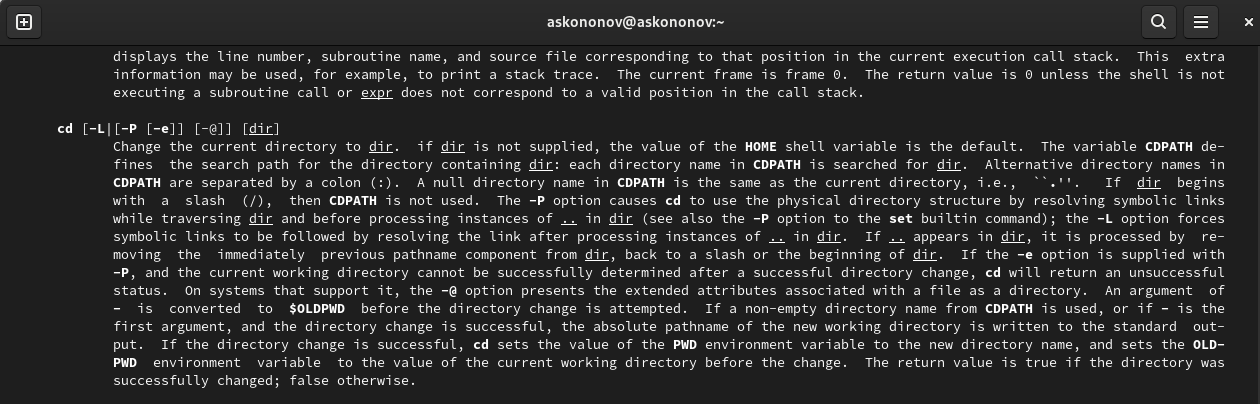 askononov@askononov:~
displays the line number, subroutine name, and source file corresponding to that position in the current execution call stack.  This  extra
information may be used, for example, to print a stack trace.  The current frame is frame 0.  The return value is 0 unless the shell is not
executing a subroutine call or expr does not correspond to a valid position in the call stack.
cd [-L|[-P [-e]] [-@]] [dir]
Change the current directory to dir.  if dir is not supplied, the value of the HOME shell variable is the default.  The variable CDPATH de-
fines  the search path for the directory containing dir: each directory name in CDPATH is searched for dir.  Alternative directory names in
CDPATH are separated by a colon (:).  A null directory name in CDPATH is the same as the current directory, i.e.,  ``.''.  If  dir  begins
with  a  slash  (/),  then CDPATH is not used.  The -P option causes cd to use the physical directory structure by resolving symbolic links
while traversing dir and before processing instances of .. in dir (see also the -P option to the set builtin command); the -L option forces
symbolic links to be followed by resolving the link after processing instances of .. in dir.  If .. appears in dir, it is processed by  re-
moving  the  immediately  previous pathname component from dir, back to a slash or the beginning of dir.  If the -e option is supplied with
-P, and the current working directory cannot be successfully determined after a successful directory change, cd will return an unsuccessful
status.  On systems that support it, the -@ option presents the extended attributes associated with a file as a directory.  An argument  of
-  is  converted  to  $OLDPWD  before the directory change is attempted.  If a non-empty directory name from CDPATH is used, or if - is the
first argument, and the directory change is successful, the absolute pathname of the new working directory is written to the standard  out-
put.  If the directory change is successful, cd sets the value of the PWD environment variable to the new directory name, and sets the OLD-
PWD  environment  variable  to the value of the current working directory before the change.  The return value is true if the directory was
successfully changed; false otherwise.